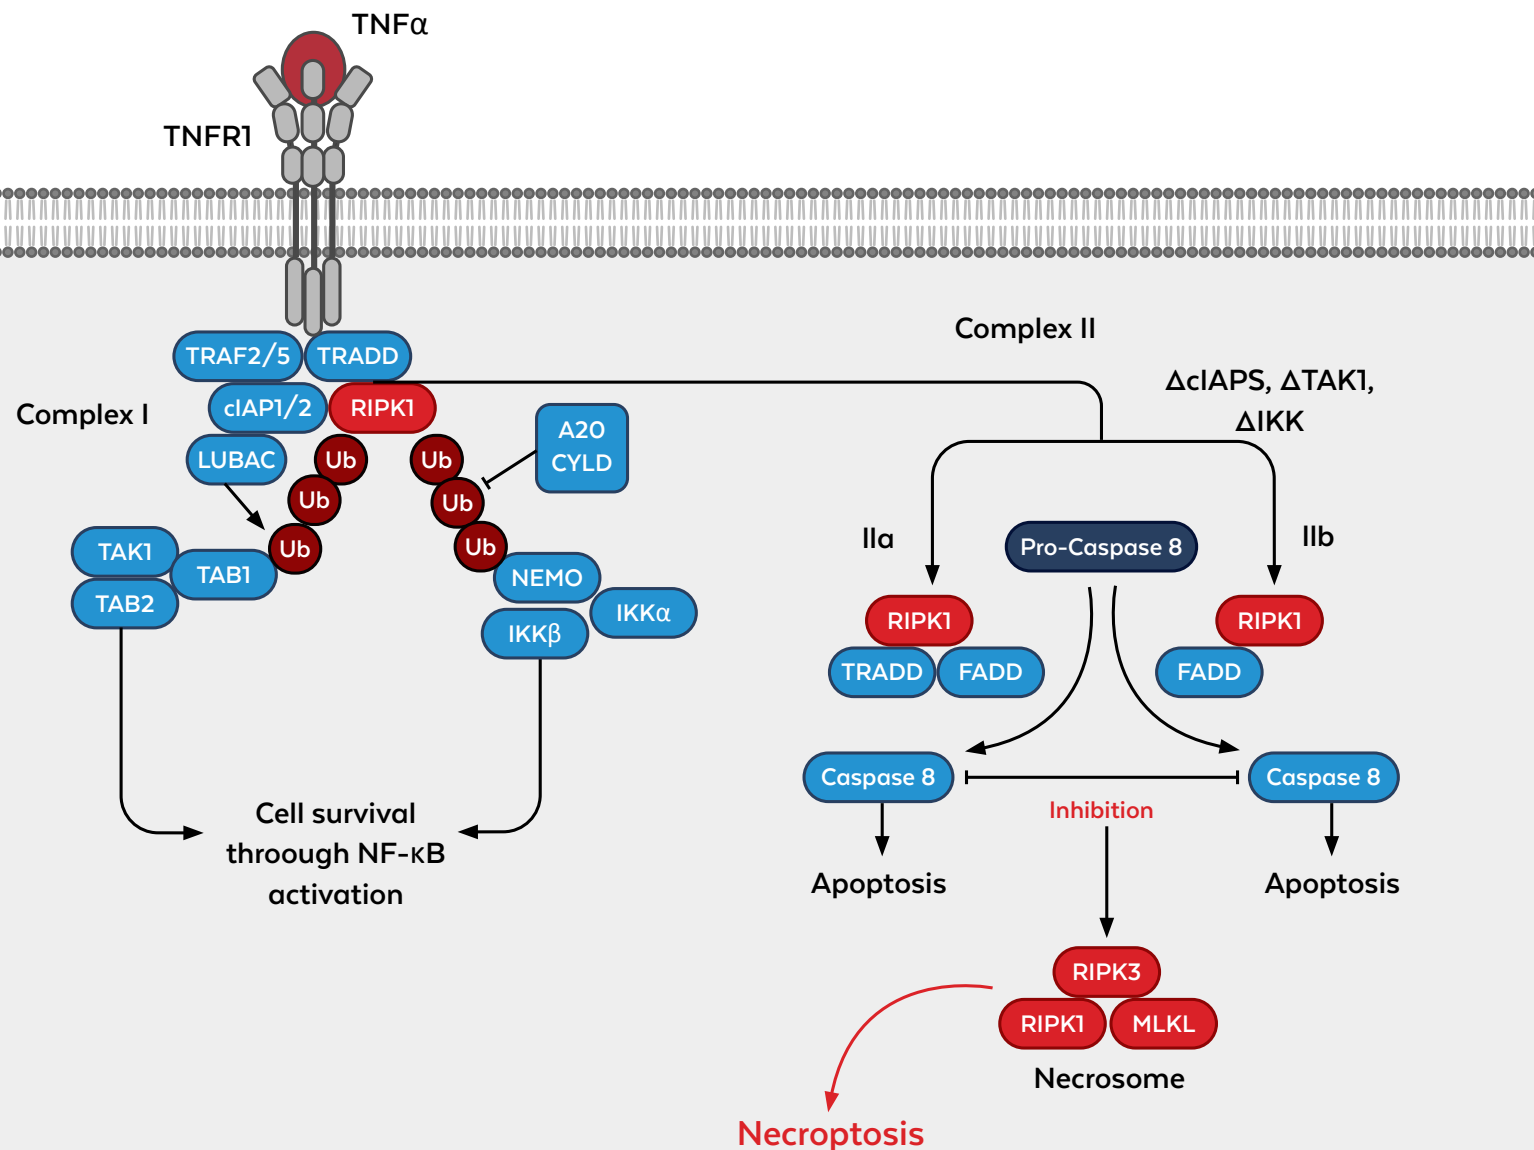 TNFα
TNFR1
Complex II
ΔcIAPS, ΔTAK1,
ΔIKK
TRAF2/5
TRADD
Complex I
cIAP1/2
RIPK1
A20
CYLD
LUBAC
Ub
Ub
Ub
Ub
Ub
Ub
TAK1
TAB1
TAB2
NEMO
IKKα
IKKβ
IIa
Pro-Caspase 8
IIb
RIPK1
TRADD
FADD
RIPK1
FADD
Caspase 8
Caspase 8
Inhibition
Cell survival
throough NF-κB
activation
Apoptosis
Apoptosis
RIPK3
RIPK1
MLKL
Necrosome
Necroptosis